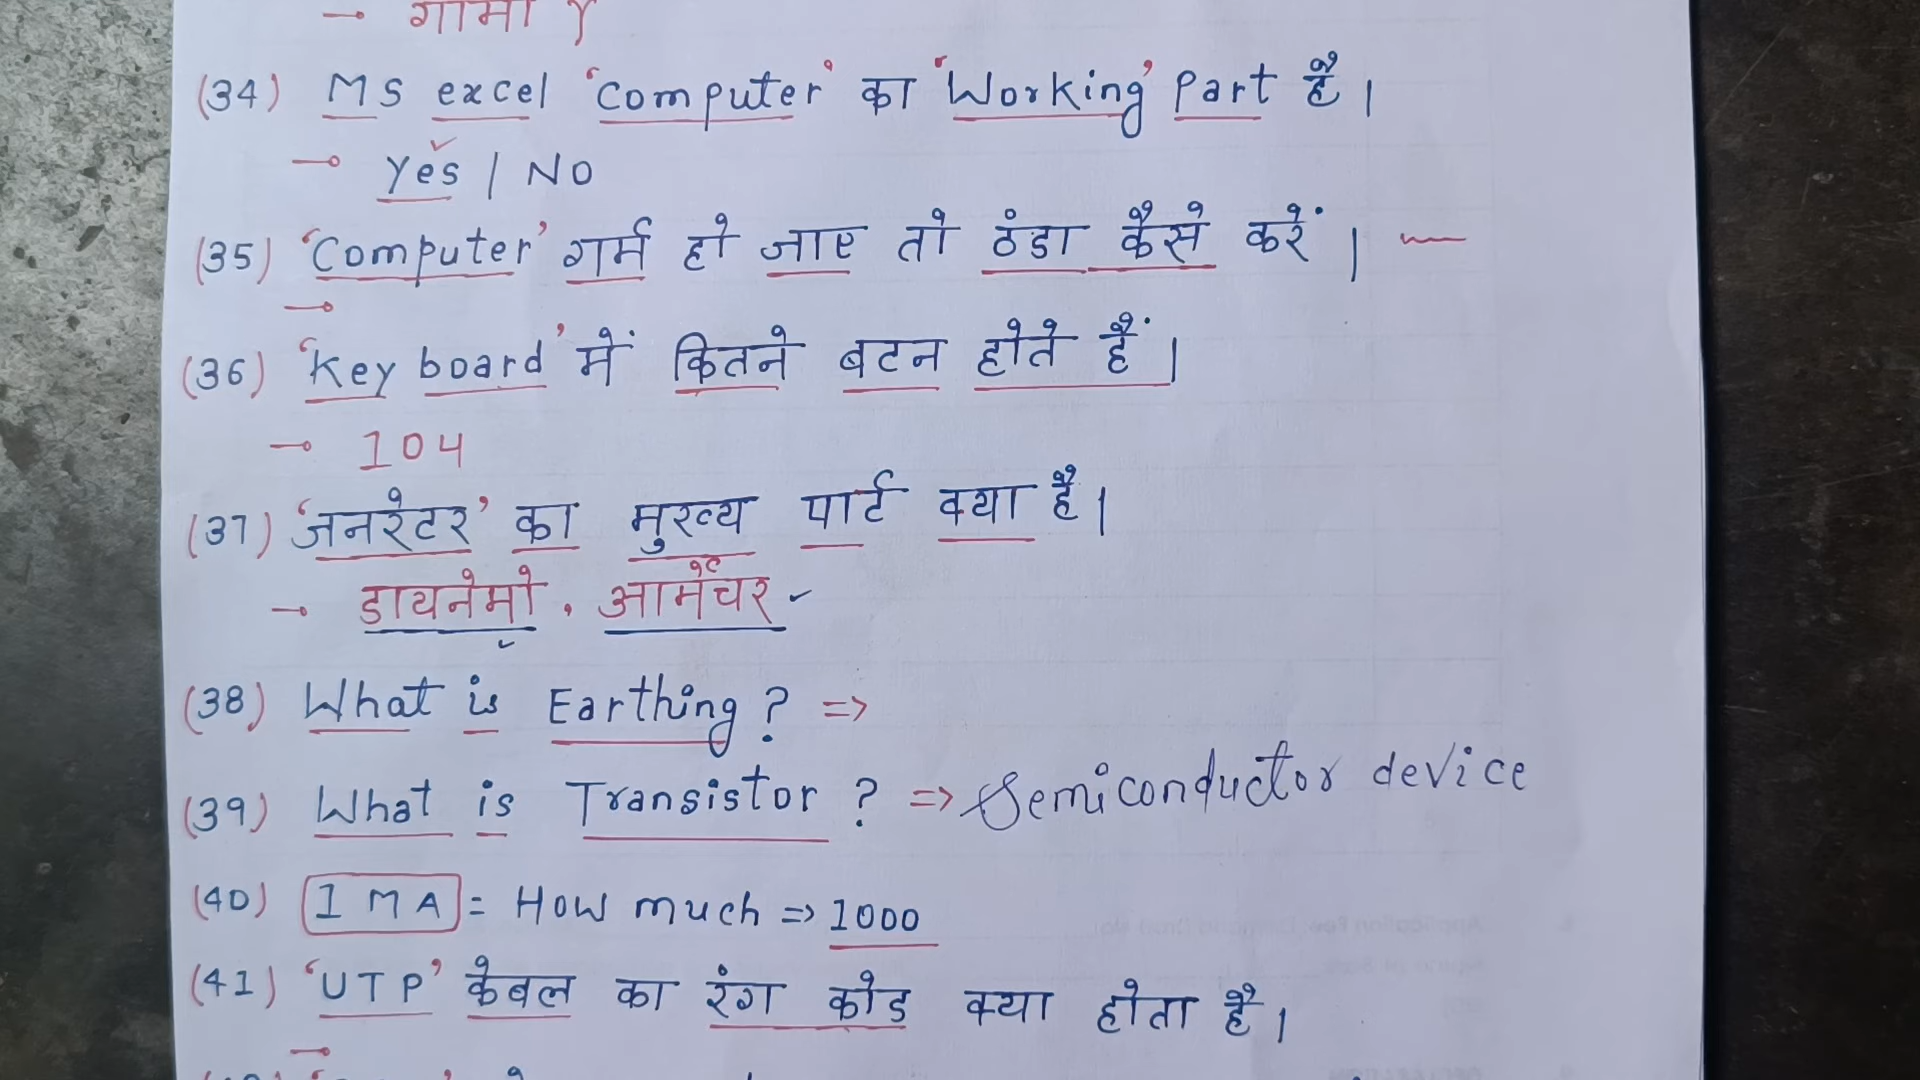 → गामा
(34) MS excel 'Computer' का 'Working' Part है।
→ Yes | NO
(35) 'Computer' गर्म हो जाए तो ठंडा कैसे करें। —
→
(36) 'Key board' में कितने बटन होते हैं।
→ 104
(37) 'जनरेटर' का मुख्य पार्ट क्या है।
→ डायनेमो, आर्मेचर
(38) What is Earthing? =>
(39) What is Transistor? => Semiconductor device
(40) 1 MA = How much => 1000
(41) 'UTP' केबल का रंग कोड क्या होता है।
→